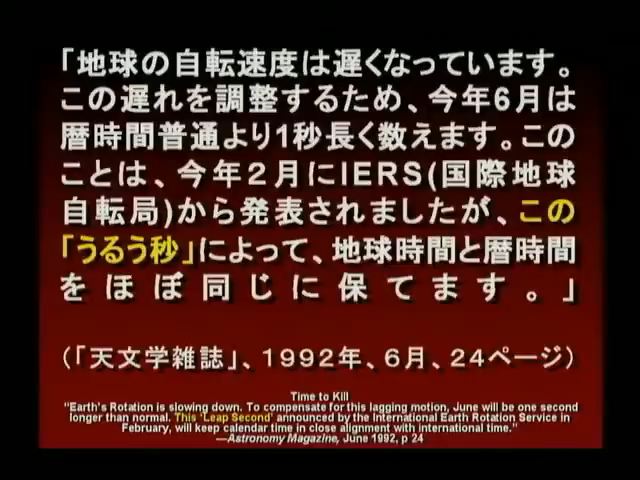 「地球の自転速度は遅くなっています。
この遅れを調整するため、今年6月は
暦時間普通より1秒長く数えます。この
ことは、今年２月にIERS(国際地球
自転局)から発表されましたが、この
「うるう秒」によって、地球時間と暦時間
をほぼ同じに保てます。」
（「天文学雑誌」、１９９２年、６月、２４ページ）
Time to Kill
“Earth's Rotation is slowing down. To compensate for this lagging motion, June will be one second
longer than normal. This ‘Leap Second’ announced by the International Earth Rotation Service in
February, will keep calendar time in close alignment with international time.”
—Astronomy Magazine, June 1992, p 24